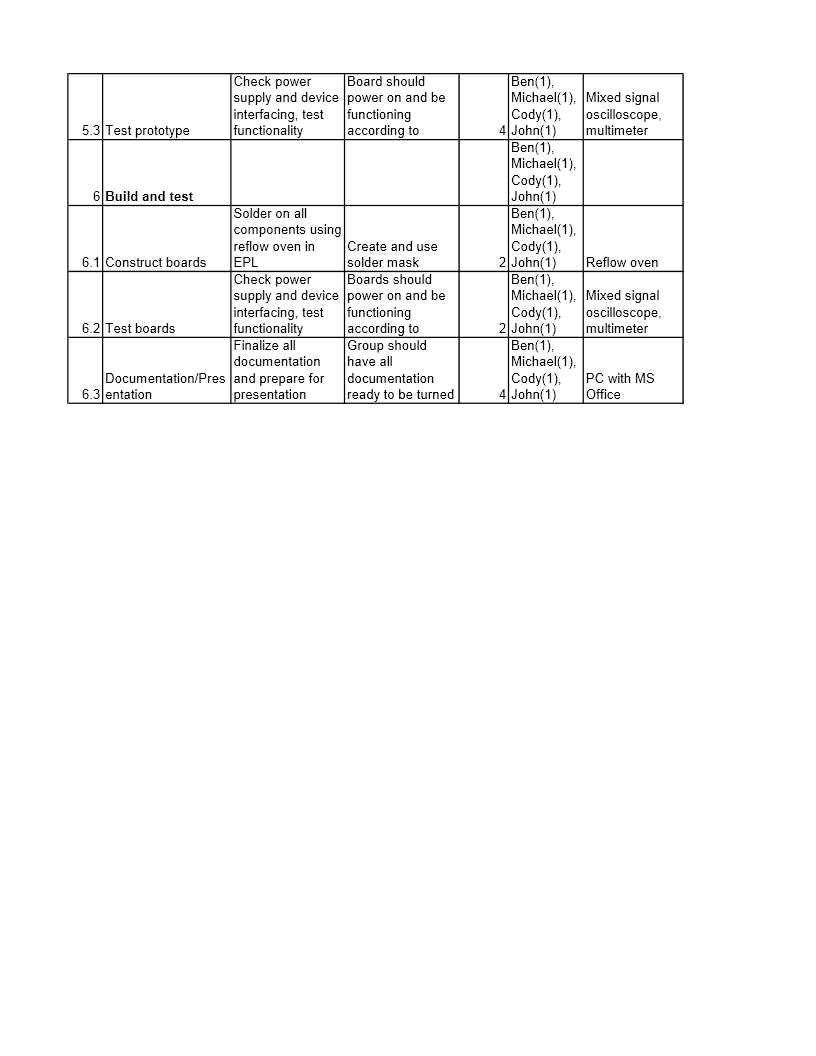 5.3 Test prototype
Check power
supply and device
interfacing, test
functionality
Board should
power on and be
functioning
according to
4
Ben(1),
Michael(1),
Cody(1),
John(1)
Mixed signal
oscilloscope,
multimeter
6 Build and test
Ben(1),
Michael(1),
Cody(1),
John(1)
6.1 Construct boards
Solder on all
components using
reflow oven in
EPL
Create and use
solder mask
2
Ben(1),
Michael(1),
Cody(1),
John(1)
Reflow oven
6.2 Test boards
Check power
supply and device
interfacing, test
functionality
Boards should
power on and be
functioning
according to
2
Ben(1),
Michael(1),
Cody(1),
John(1)
Mixed signal
oscilloscope,
multimeter
6.3
Documentation/Pres
entation
Finalize all
documentation
and prepare for
presentation
Group should
have all
documentation
ready to be turned
4
Ben(1),
Michael(1),
Cody(1),
John(1)
PC with MS
Office